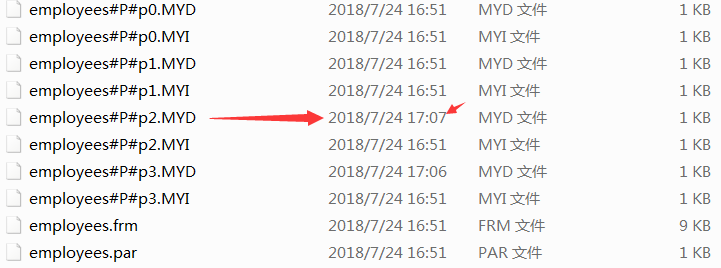 employees#P#p0.MYD 2018/7/24 16:51 MYD 文件 1 KB
employees#P#p0.MYI 2018/7/24 16:51 MYI 文件 1 KB
employees#P#p1.MYD 2018/7/24 16:51 MYD 文件 1 KB
employees#P#p1.MYI 2018/7/24 16:51 MYI 文件 1 KB
employees#P#p2.MYD 2018/7/24 17:07 MYD 文件 1 KB
employees#P#p2.MYI 2018/7/24 16:51 MYI 文件 1 KB
employees#P#p3.MYD 2018/7/24 17:06 MYD 文件 1 KB
employees#P#p3.MYI 2018/7/24 16:51 MYI 文件 1 KB
employees.frm 2018/7/24 16:51 FRM 文件 9 KB
employees.par 2018/7/24 16:51 PAR 文件 1 KB